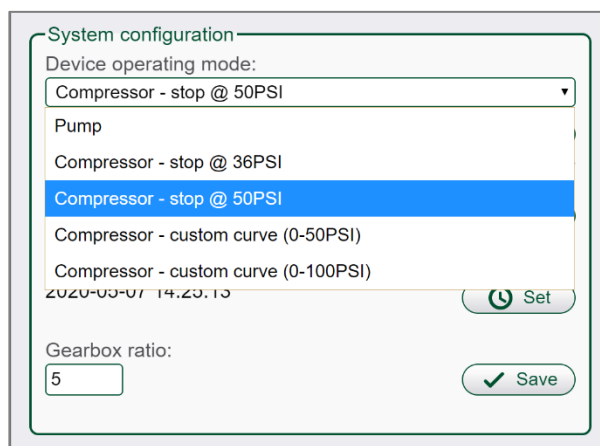 System configuration
Device operating mode:
Compressor - stop @ 50PSI
Pump
Compressor - stop @ 36PSI
Compressor - stop @ 50PSI
Compressor - custom curve (0-50PSI)
Compressor - custom curve (0-100PSI)
2020-05-07 14:25:13
Set
Gearbox ratio:
5
Save